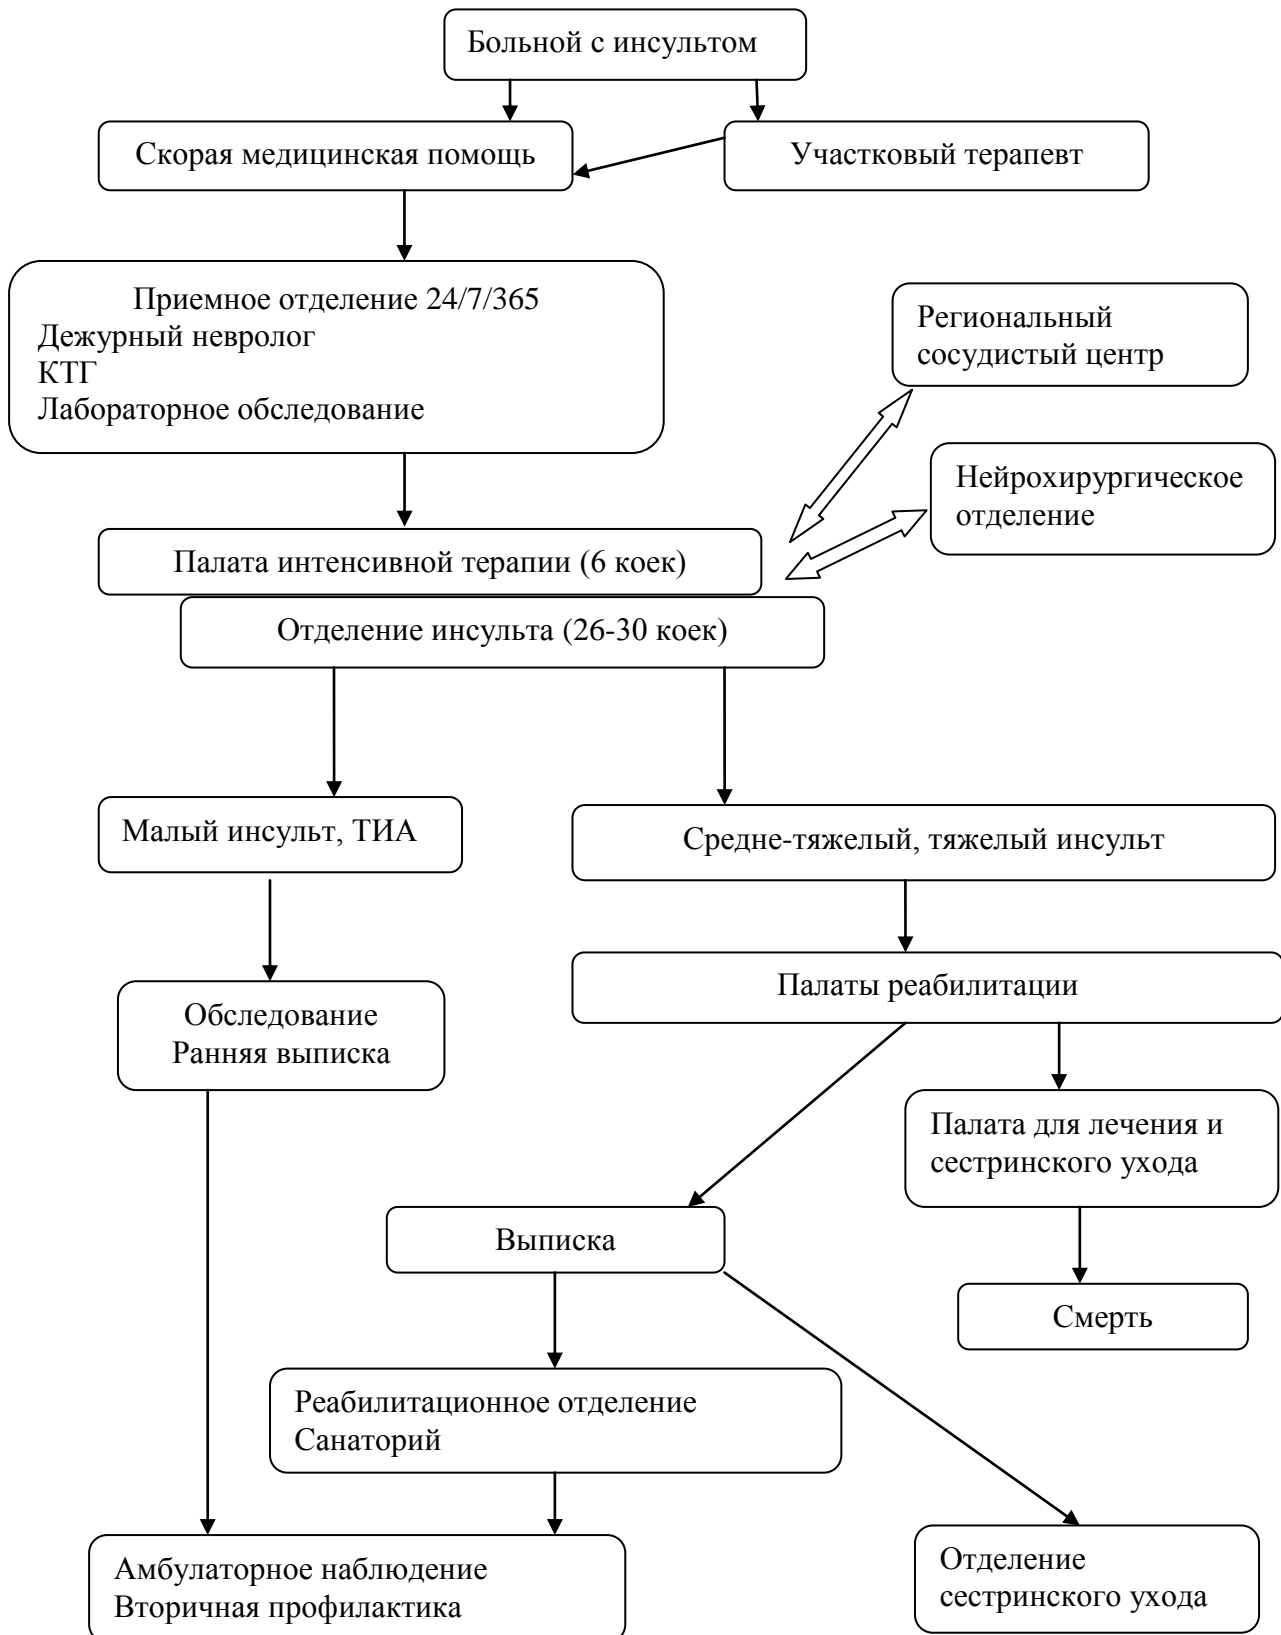 Больной с инсультом
Скорая медицинская помощь
Участковый терапевт
Приемное отделение 24/7/365
Дежурный невролог
КТГ
Лабораторное обследование
Региональный
сосудистый центр
Нейрохирургическое
отделение
Палата интенсивной терапии (6 коек)
Отделение инсульта (26-30 коек)
Малый инсульт, ТИА
Средне-тяжелый, тяжелый инсульт
Палаты реабилитации
Обследование
Ранняя выписка
Палата для лечения и
сестринского ухода
Выписка
Смерть
Реабилитационное отделение
Санаторий
Амбулаторное наблюдение
Вторичная профилактика
Отделение
сестринского ухода